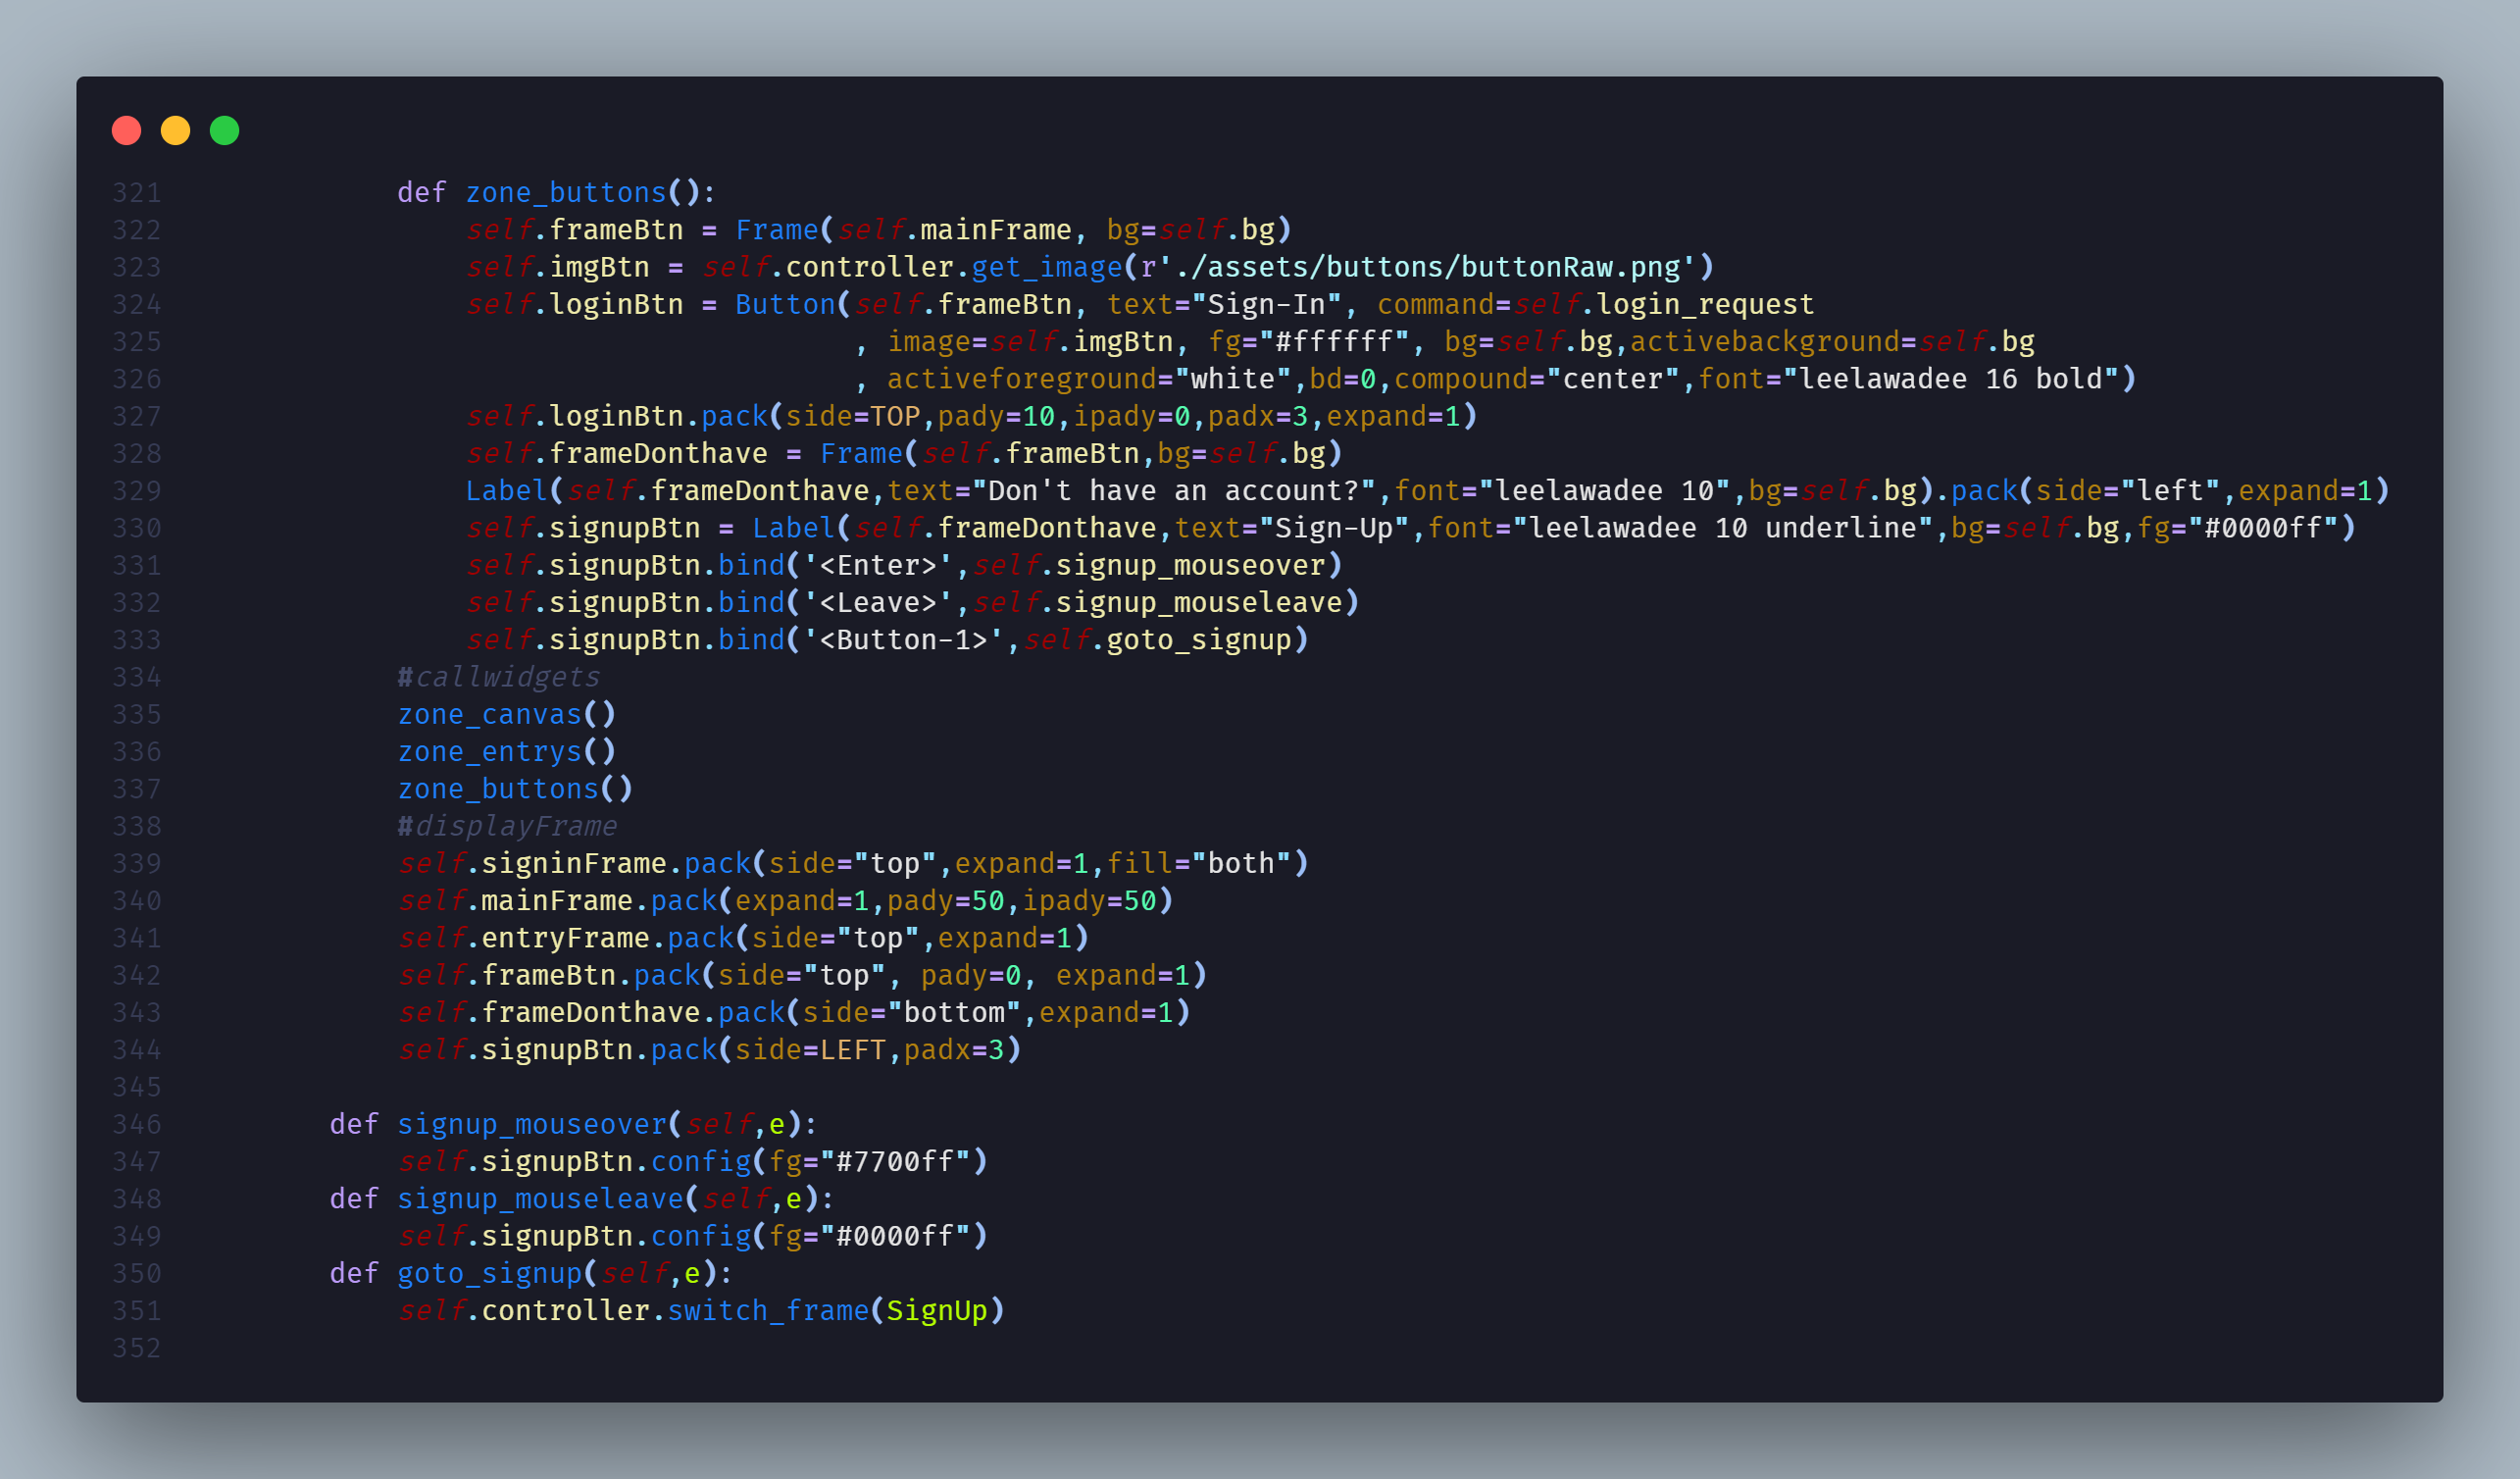 321 def zone_buttons():
322 self.frameBtn = Frame(self.mainFrame, bg=self.bg)
323 self.imgBtn = self.controller.get_image(r'./assets/buttons/buttonRaw.png')
324 self.loginBtn = Button(self.frameBtn, text="Sign-In", command=self.login_request
325 , image=self.imgBtn, fg="#ffffff", bg=self.bg,activebackground=self.bg
326 , activeforeground="white",bd=0,compound="center",font="leelawadee 16 bold")
327 self.loginBtn.pack(side=TOP,pady=10,ipady=0,padx=3,expand=1)
328 self.frameDonthave = Frame(self.frameBtn,bg=self.bg)
329 Label(self.frameDonthave,text="Don't have an account?",font="leelawadee 10",bg=self.bg).pack(side="left",expand=1)
330 self.signupBtn = Label(self.frameDonthave,text="Sign-Up",font="leelawadee 10 underline",bg=self.bg,fg="#0000ff")
331 self.signupBtn.bind('<Enter>',self.signup_mouseover)
332 self.signupBtn.bind('<Leave>',self.signup_mouseleave)
333 self.signupBtn.bind('<Button-1>',self.goto_signup)
334 #callwidgets
335 zone_canvas()
336 zone_entrys()
337 zone_buttons()
338 #displayFrame
339 self.signinFrame.pack(side="top",expand=1,fill="both")
340 self.mainFrame.pack(expand=1,pady=50,ipady=50)
341 self.entryFrame.pack(side="top",expand=1)
342 self.frameBtn.pack(side="top", pady=0, expand=1)
343 self.frameDonthave.pack(side="bottom",expand=1)
344 self.signupBtn.pack(side=LEFT,padx=3)
345
346 def signup_mouseover(self,e):
347 self.signupBtn.config(fg="#7700ff")
348 def signup_mouseleave(self,e):
349 self.signupBtn.config(fg="#0000ff")
350 def goto_signup(self,e):
351 self.controller.switch_frame(SignUp)
352